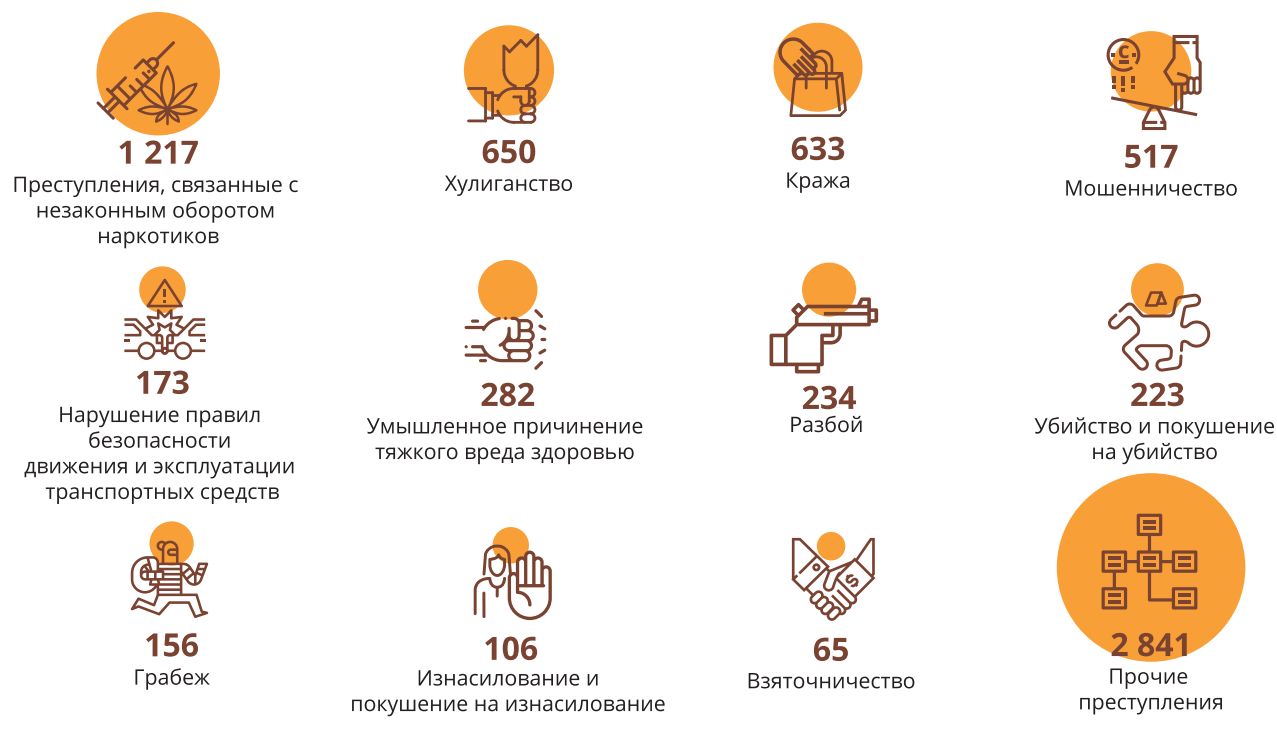 1 217
Преступления, связанные с
незаконным оборотом
наркотиков
650
Хулиганство
633
Кража
517
Мошенничество
173
Нарушение правил
безопасности
движения и эксплуатации
транспортных средств
282
Умышленное причинение
тяжкого вреда здоровью
234
Разбой
223
Убийство и покушение
на убийство
156
Грабеж
106
Изнасилование и
покушение на изнасилование
65
Взяточничество
2 841
Прочие
преступления